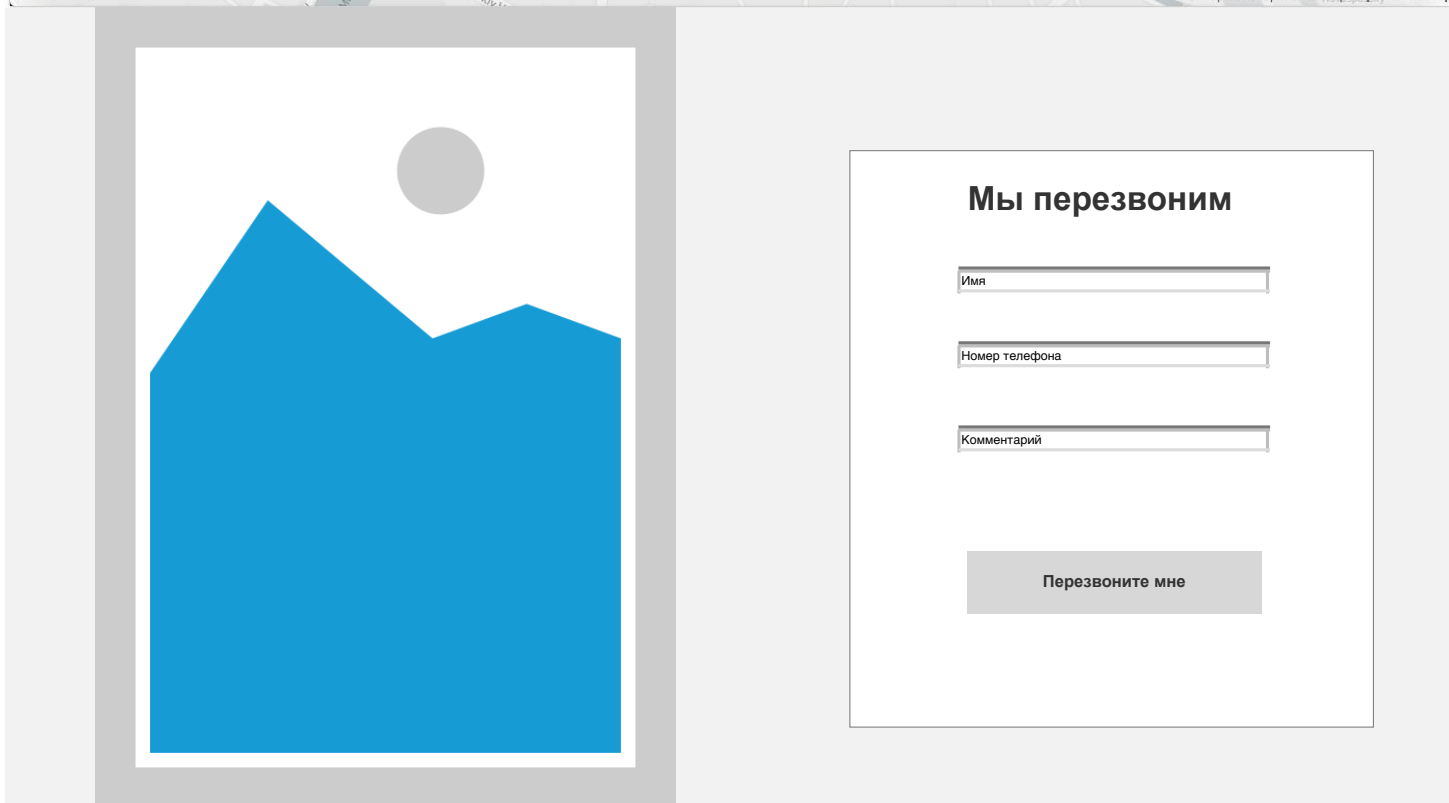 Мы перезвоним
Имя
Номер телефона
Комментарий
Перезвоните мне